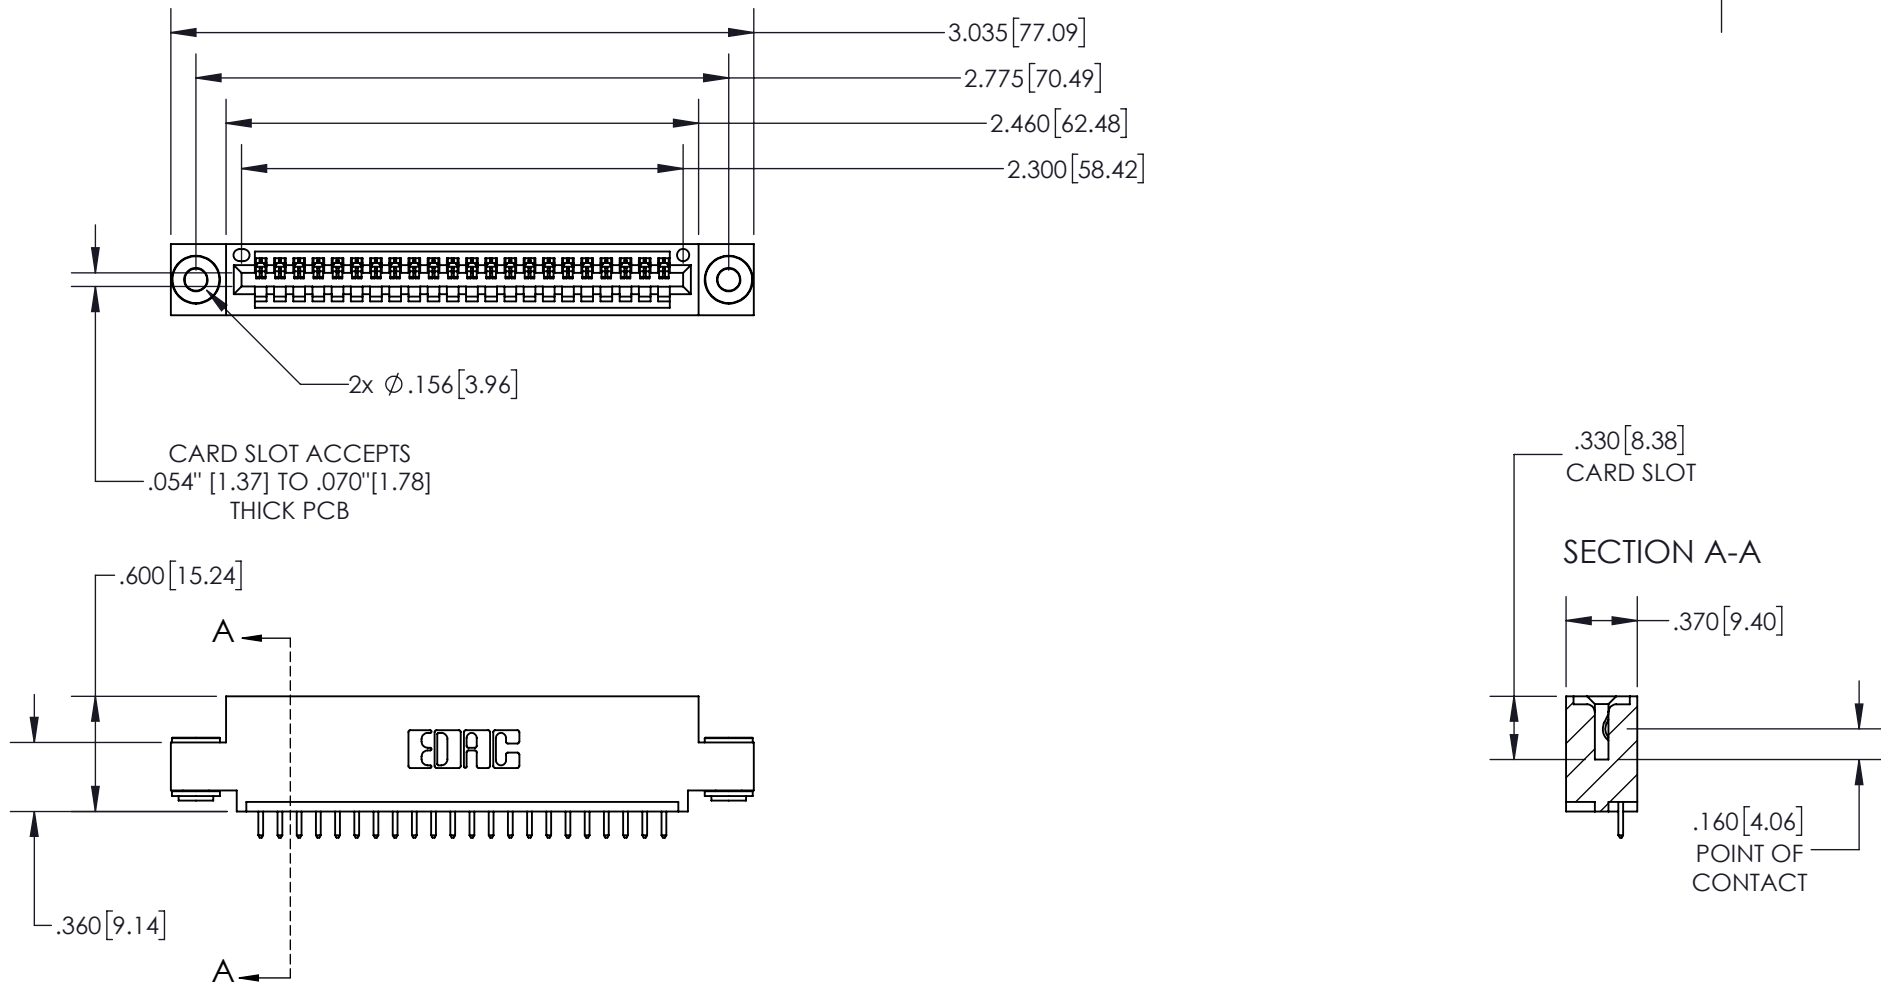 3.035[77.09]
2.775[70.49]
2.460[62.48]
2.300[58.42]
2x Ø.156[3.96]
CARD SLOT ACCEPTS
.054" [1.37] TO .070"[1.78]
THICK PCB
.330[8.38]
CARD SLOT
SECTION A-A
.600[15.24]
A
.370[9.40]
EDAC
.160[4.06]
POINT OF
CONTACT
.360[9.14]
A